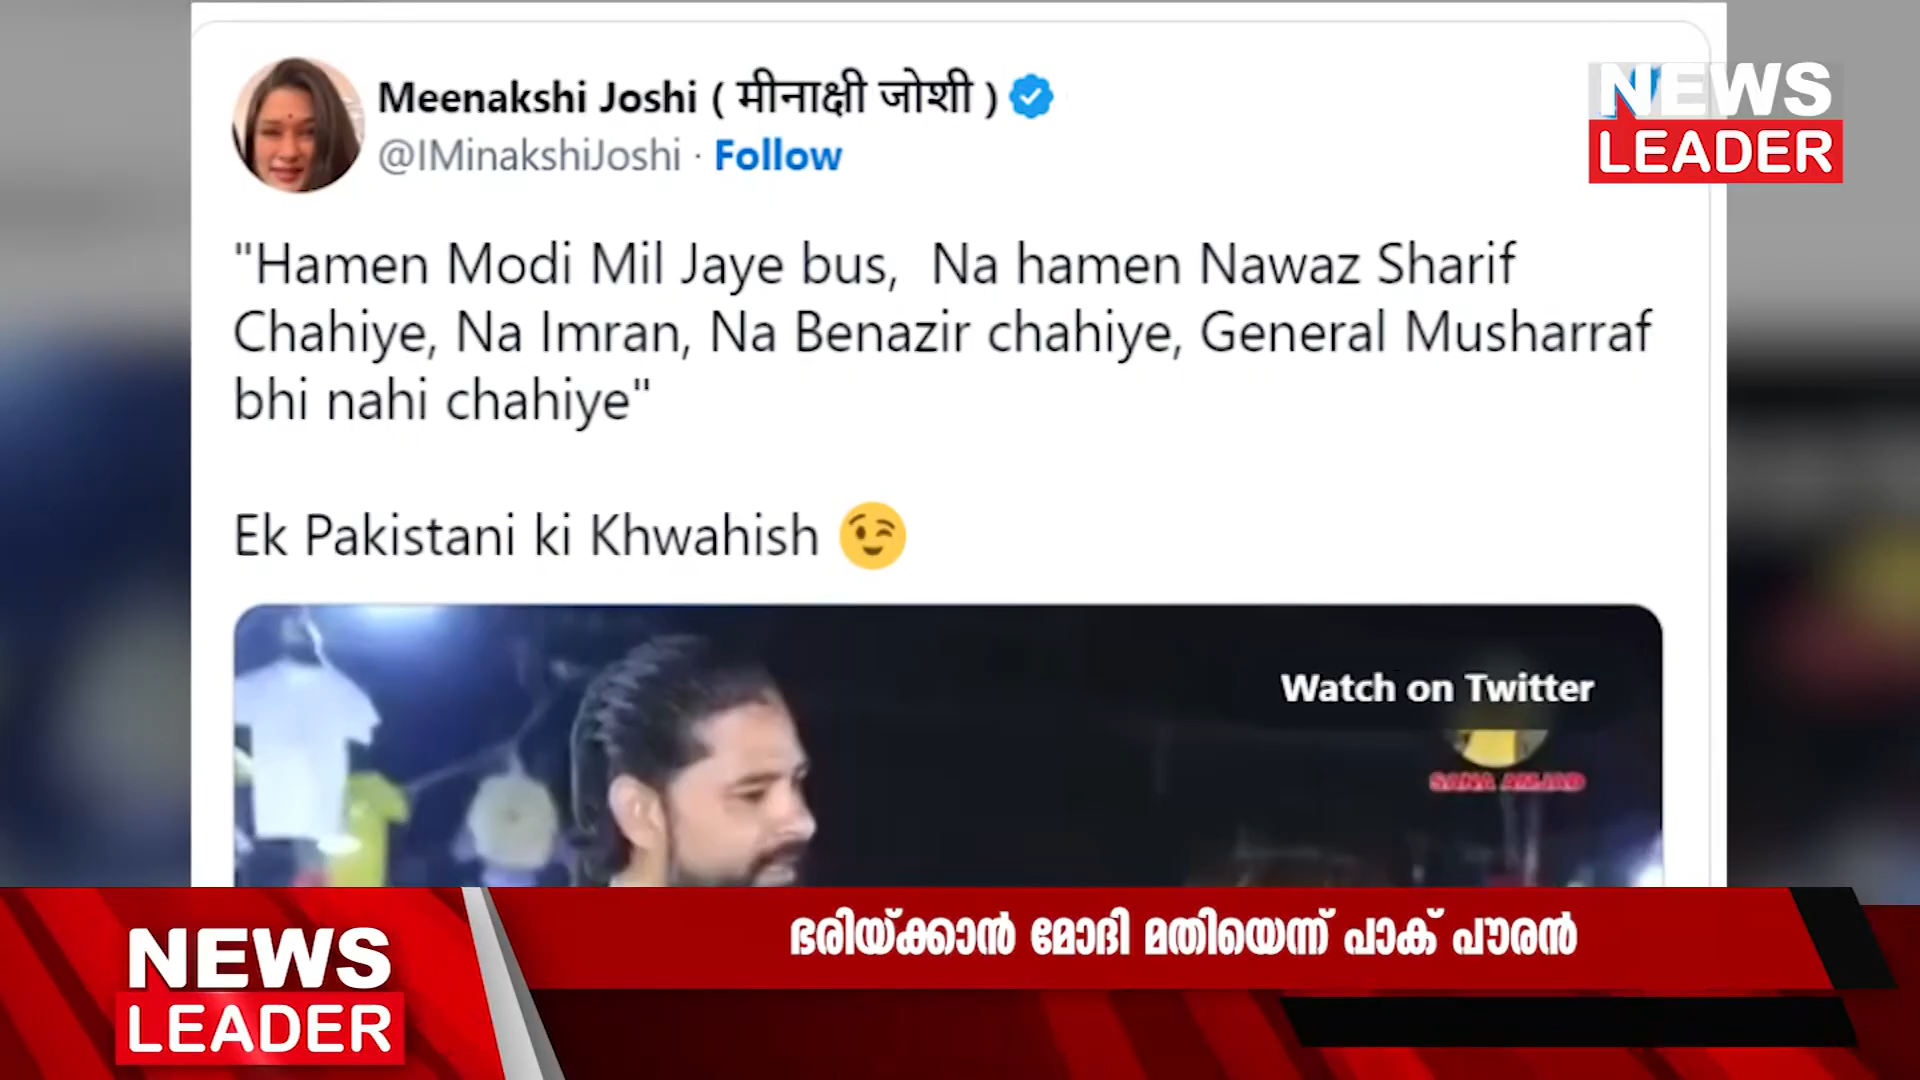 Meenakshi Joshi ( मीनाक्षी जोशी )
@IMinakshiJoshi · Follow
NEWS
LEADER
"Hamen Modi Mil Jaye bus,  Na hamen Nawaz Sharif
Chahiye, Na Imran, Na Benazir chahiye, General Musharraf
bhi nahi chahiye"
Ek Pakistani ki Khwahish 😉
Watch on Twitter
SANA AMJAD
ഭരിയ്ക്കാൻ മോദി മതിയെന്ന് പാക് പൗരൻ
NEWS
LEADER